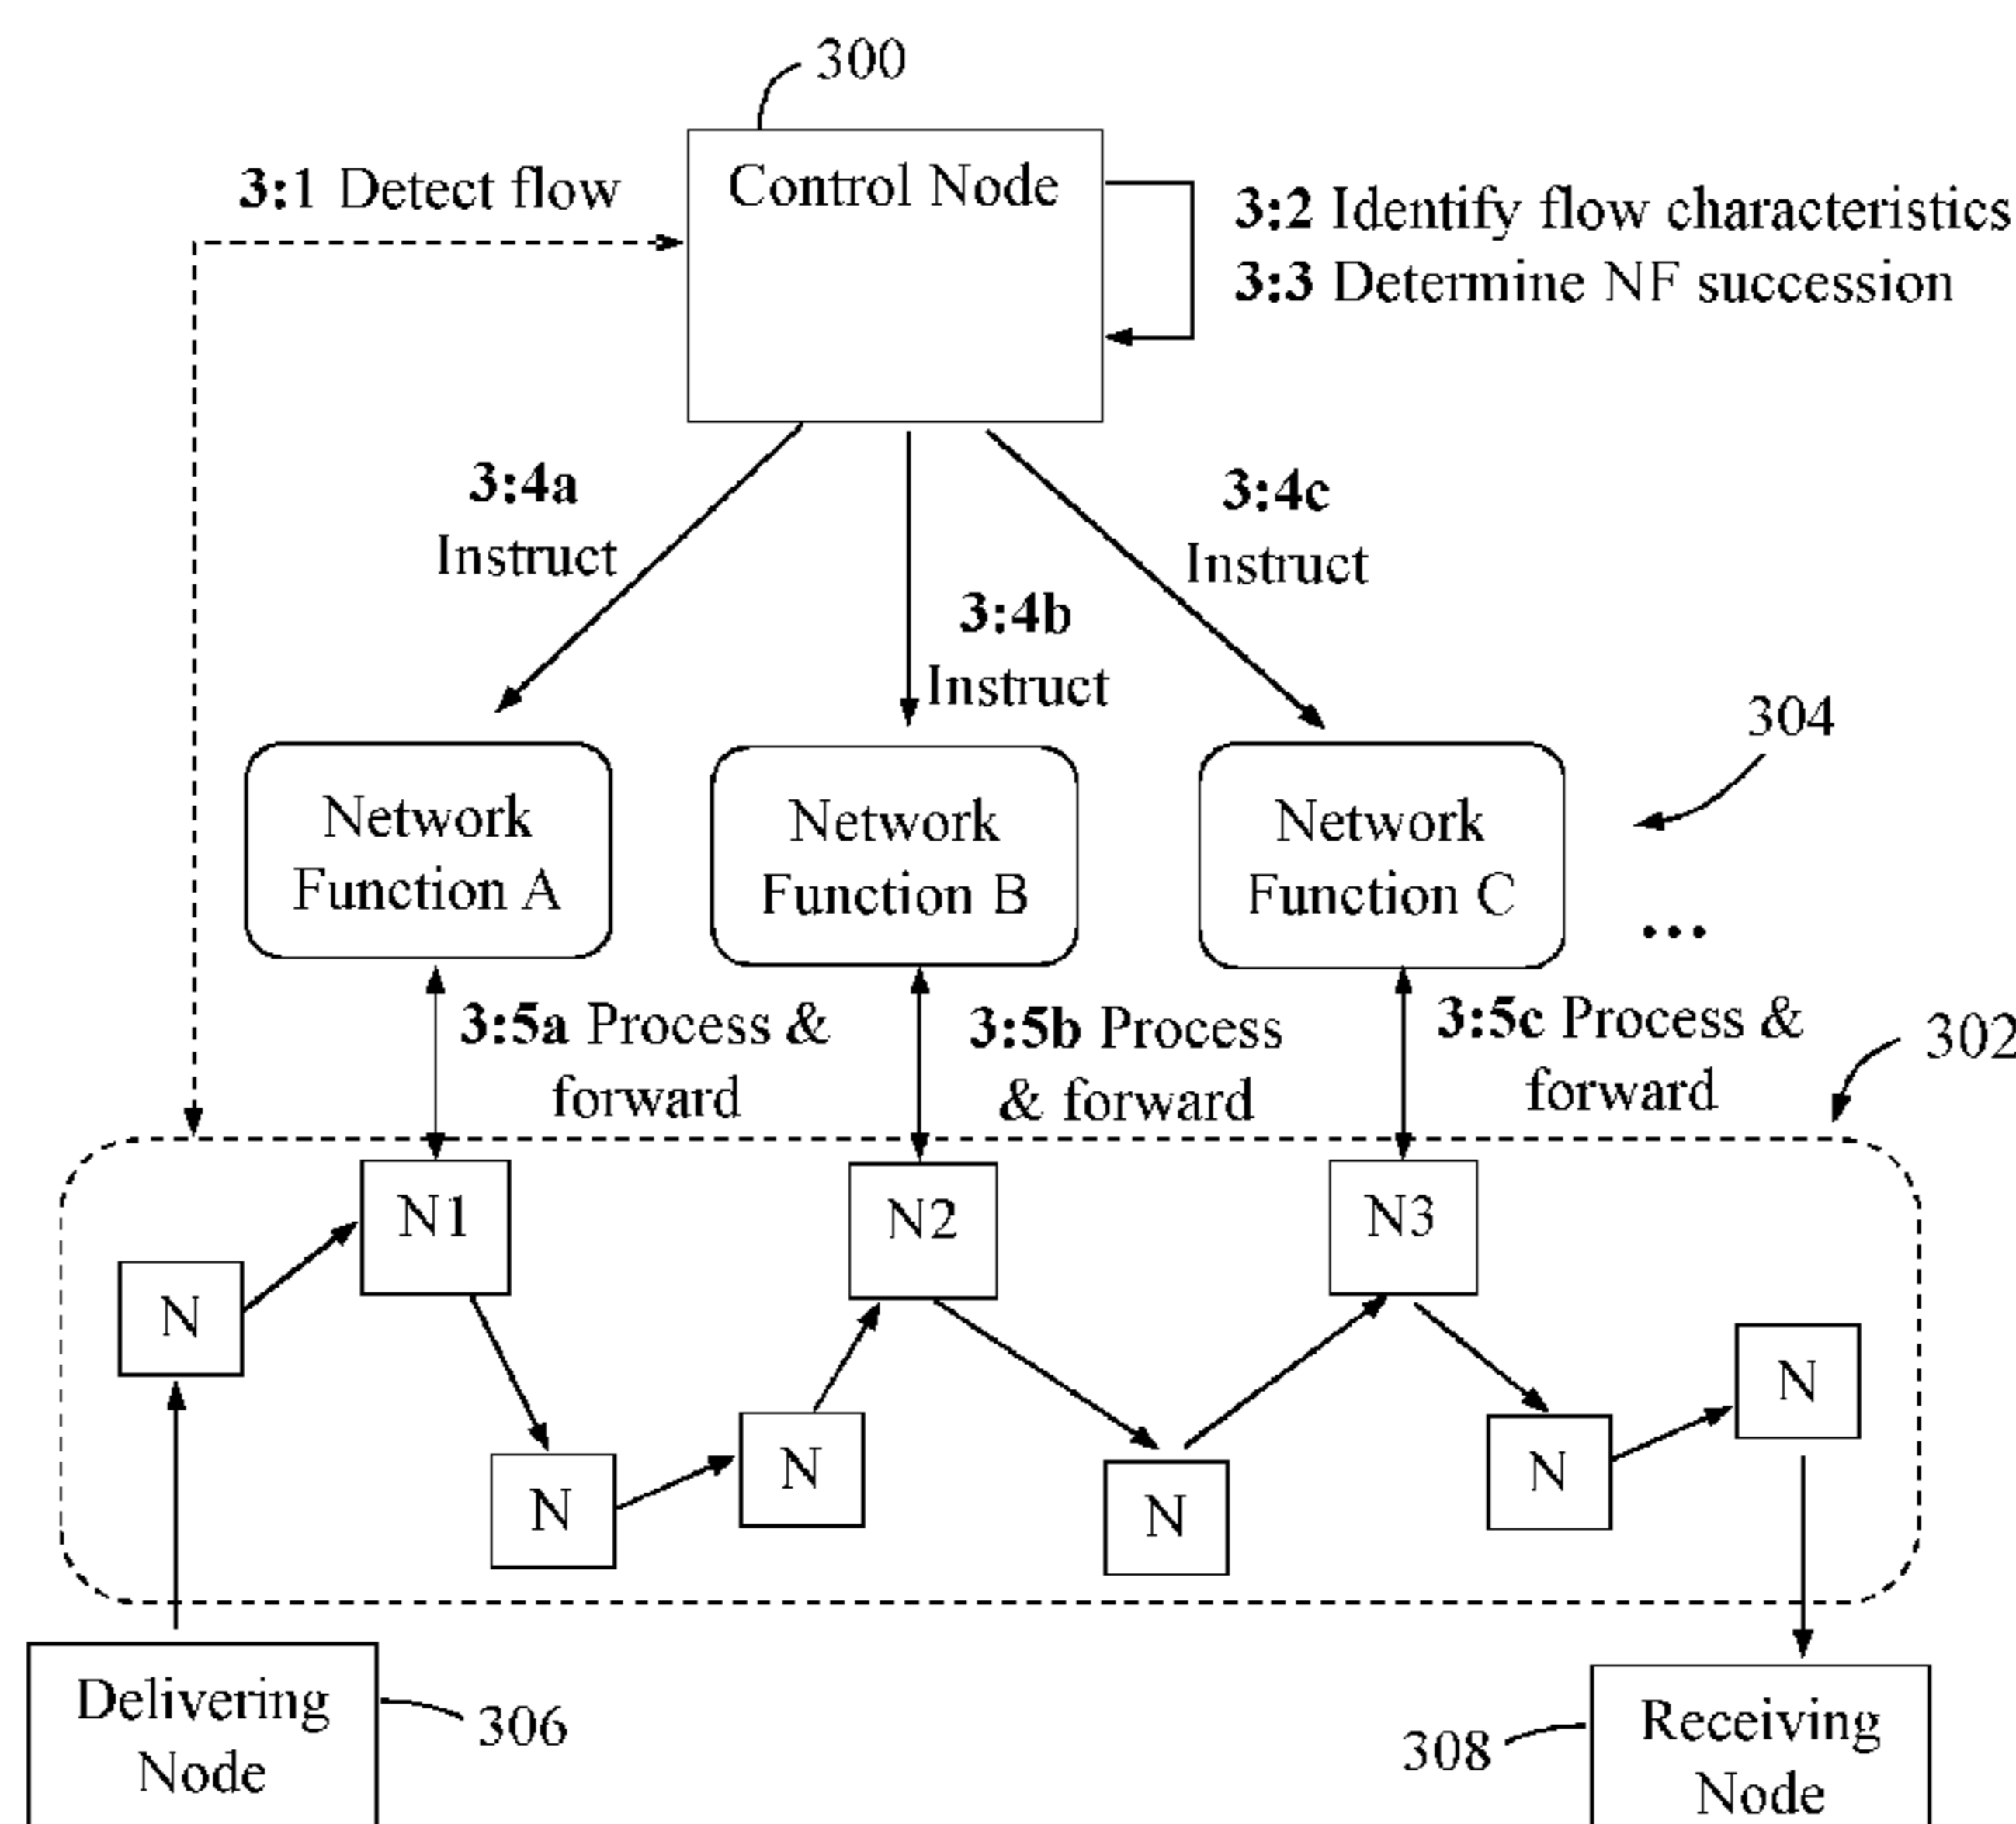 300
Control Node
3:1 Detect flow
3:2 Identify flow characteristics
3:3 Determine NF succession
3:4a
Instruct
3:4b
Instruct
3:4c
Instruct
304
Network
Function A
Network
Function B
Network
Function C
...
3:5a Process &
forward
3:5b Process
& forward
3:5c Process &
forward
302
N1
N2
N3
N
N
N
N
N
N
Delivering
Node
306
308
Receiving
Node